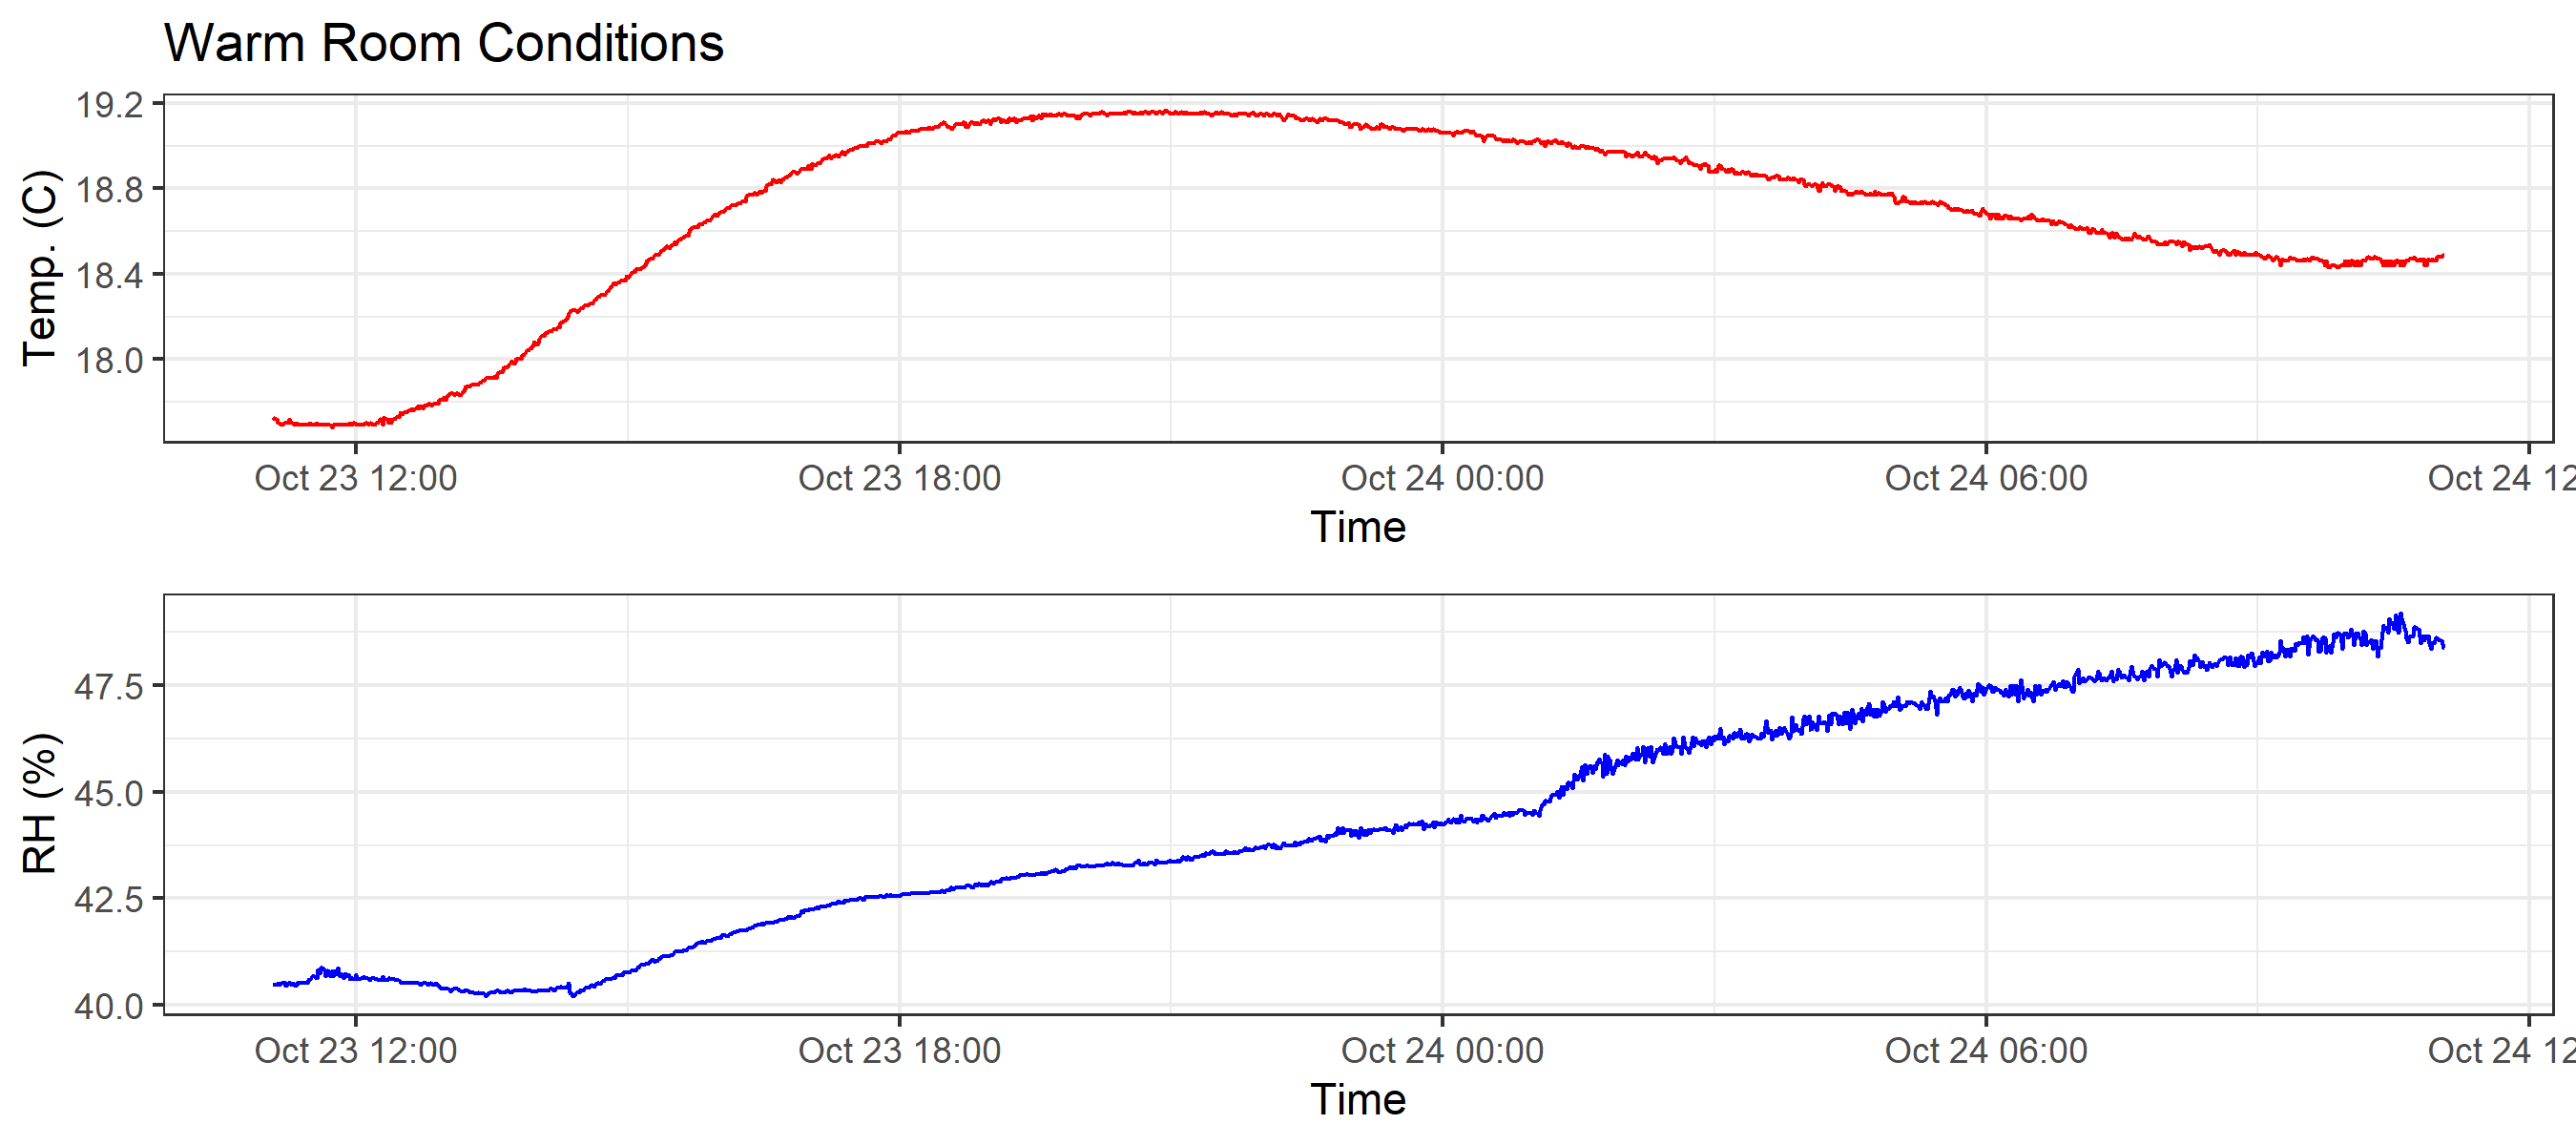 Warm Room Conditions
Temp. (C)
19.2
18.8
18.4
18.0
Oct 23 12:00 Oct 23 18:00 Oct 24 00:00 Oct 24 06:00 Oct 24 12
Time
RH (%)
47.5
45.0
42.5
40.0
Oct 23 12:00 Oct 23 18:00 Oct 24 00:00 Oct 24 06:00 Oct 24 12
Time